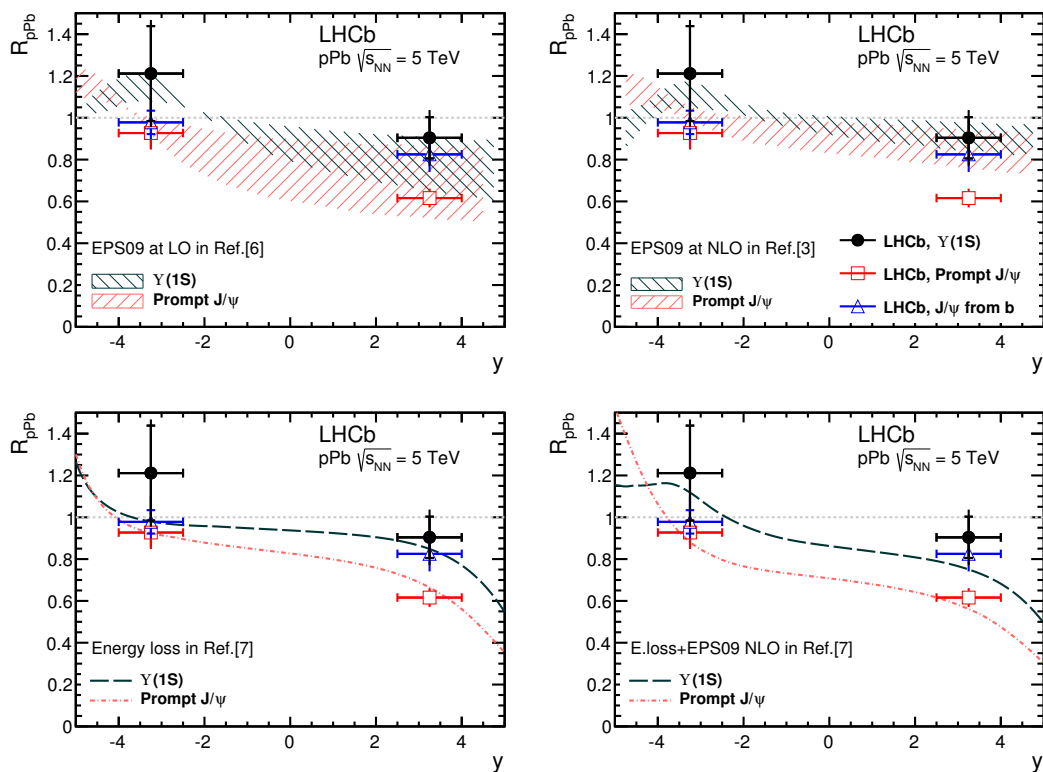 R_pPb
1.4
1.2
1
0.8
0.6
0.4
0.2
0
LHCb
pPb √s_NN = 5 TeV
EPS09 at LO in Ref.[6]
ϒ(1S)
Prompt J/ψ
-4 -2 0 2 4
y
R_pPb
1.4
1.2
1
0.8
0.6
0.4
0.2
0
LHCb
pPb √s_NN = 5 TeV
LHCb, ϒ(1S)
LHCb, Prompt J/ψ
LHCb, J/ψ from b
EPS09 at NLO in Ref.[3]
ϒ(1S)
Prompt J/ψ
-4 -2 0 2 4
y
R_pPb
1.4
1.2
1
0.8
0.6
0.4
0.2
0
LHCb
pPb √s_NN = 5 TeV
Energy loss in Ref.[7]
ϒ(1S)
Prompt J/ψ
-4 -2 0 2 4
y
R_pPb
1.4
1.2
1
0.8
0.6
0.4
0.2
0
LHCb
pPb √s_NN = 5 TeV
E.loss+EPS09 NLO in Ref.[7]
ϒ(1S)
Prompt J/ψ
-4 -2 0 2 4
y